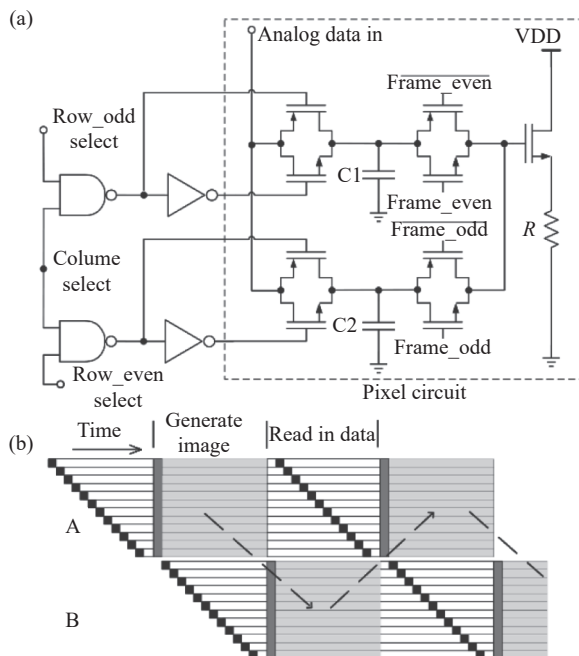 (a)
Analog data in
VDD
Row_odd
select
Frame_even
C1
Frame_even
Frame_odd
R
Colume
select
C2
Frame_odd
Row_even
select
Pixel circuit
(b)
Time
Generate
image
Read in data
A
B